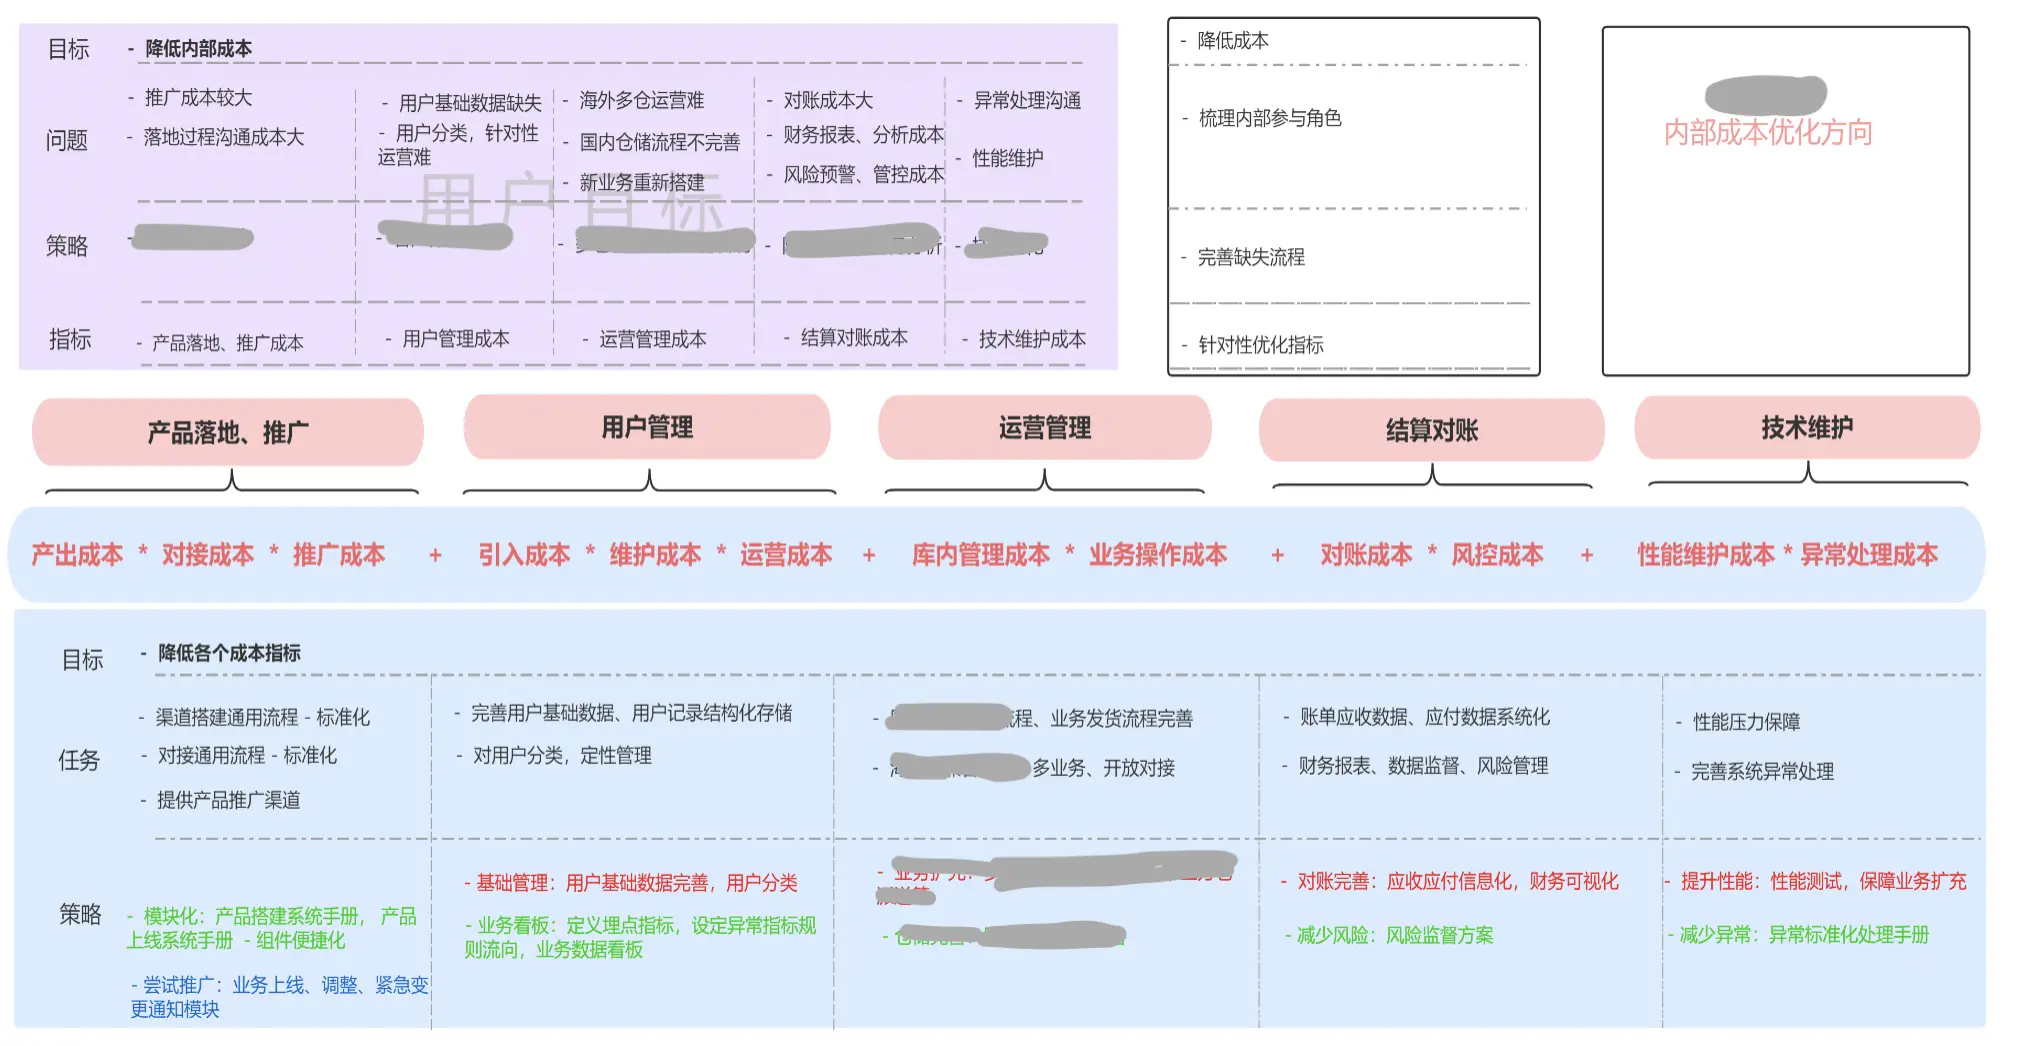 目标
- 降低内部成本
问题
- 推广成本较大
- 落地过程沟通成本大
- 用户基础数据缺失
- 用户分类，针对性
运营难
- 海外多仓运营难
- 国内仓储流程不完善
- 新业务重新搭建
- 对账成本大
- 财务报表、分析成本
- 风险预警、管控成本
- 异常处理沟通
- 性能维护
用户目标
策略
指标
- 产品落地、推广成本
- 用户管理成本
- 运营管理成本
- 结算对账成本
- 技术维护成本
- 降低成本
- 梳理内部参与角色
- 完善缺失流程
- 针对性优化指标
内部成本优化方向
产品落地、推广
用户管理
运营管理
结算对账
技术维护
产出成本 * 对接成本 * 推广成本 + 引入成本 * 维护成本 * 运营成本 + 库内管理成本 * 业务操作成本 + 对账成本 * 风控成本 + 性能维护成本 * 异常处理成本
目标
- 降低各个成本指标
任务
- 渠道搭建通用流程 - 标准化
- 对接通用流程 - 标准化
- 提供产品推广渠道
- 完善用户基础数据、用户记录结构化存储
- 对用户分类，定性管理
程、业务发货流程完善
多业务、开放对接
- 账单应收数据、应付数据系统化
- 财务报表、数据监督、风险管理
- 性能压力保障
- 完善系统异常处理
策略
- 模块化：产品搭建系统手册， 产品
上线系统手册 - 组件便捷化
- 尝试推广：业务上线、调整、紧急变
更通知模块
- 基础管理：用户基础数据完善，用户分类
- 业务看板：定义埋点指标，设定异常指标规
则流向，业务数据看板
- 对账完善：应收应付信息化，财务可视化
- 减少风险：风险监督方案
- 提升性能：性能测试，保障业务扩充
- 减少异常：异常标准化处理手册